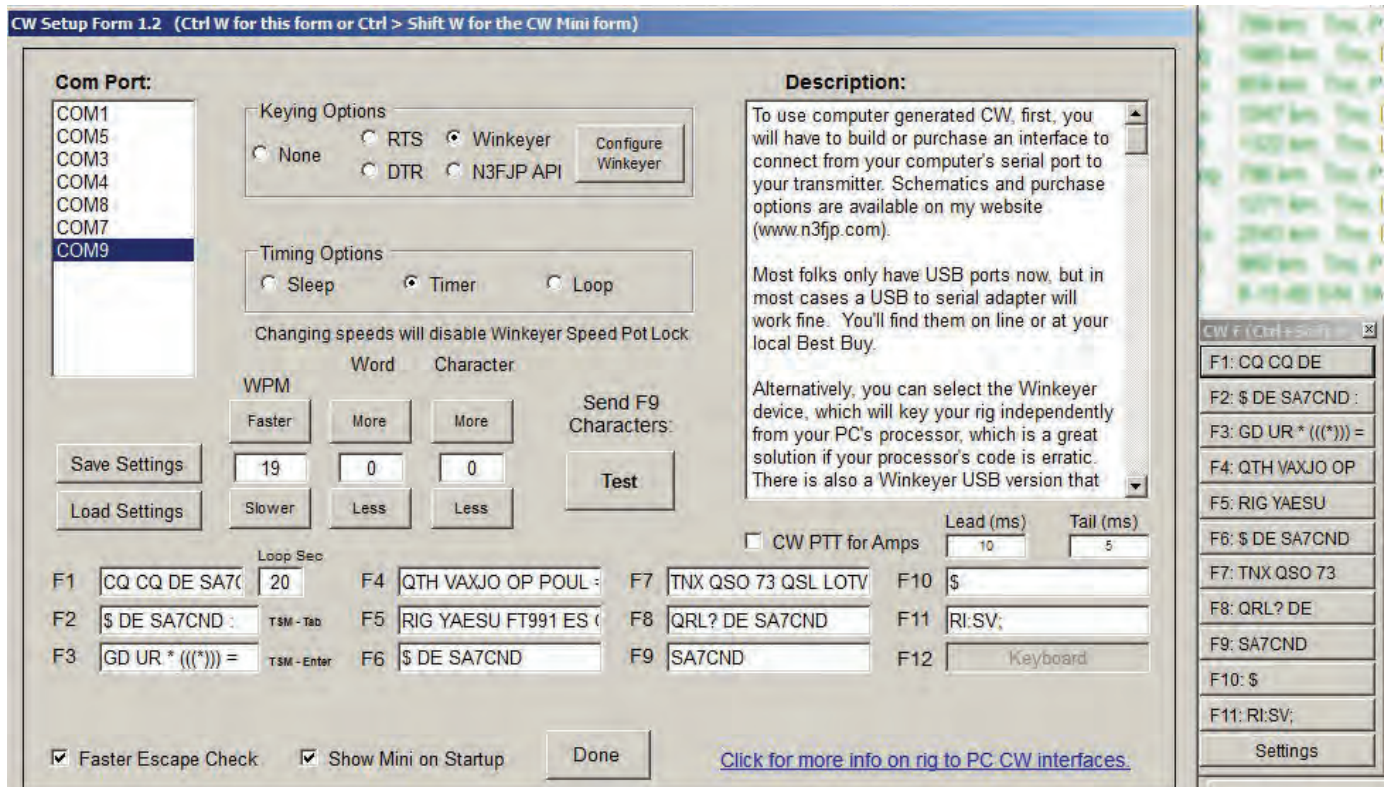 CW Setup Form 1.2 (Ctrl W for this form or Ctrl > Shift W for the CW Mini form)
Com Port:
COM1
COM5
COM3
COM4
COM8
COM7
COM9
Keying Options
None
RTS
Winkeyer
DTR
N3FJP API
Configure
Winkeyer
Timing Options
Sleep
Timer
Loop
Changing speeds will disable Winkeyer Speed Pot Lock
WPM
Word
Character
Faster
More
More
19
0
0
Slower
Less
Less
Send F9
Characters:
Test
Save Settings
Load Settings
Description:
To use computer generated CW, first, you
will have to build or purchase an interface to
connect from your computer's serial port to
your transmitter. Schematics and purchase
options are available on my website
(www.n3fjp.com).
Most folks only have USB ports now, but in
most cases a USB to serial adapter will
work fine. You'll find them on line or at your
local Best Buy.
Alternatively, you can select the Winkeyer
device, which will key your rig independently
from your PC's processor, which is a great
solution if your processor's code is erratic.
There is also a Winkeyer USB version that
CW PTT for Amps
Lead (ms)
10
Tail (ms)
5
Loop Sec
F1 CQ CQ DE 20
F2 $ DE SA7CND : TSM - Tab
F3 GD UR * (((*))) = TSM - Enter
F4 QTH VAXJO OP POUL =
F5 RIG YAESU FT991 ES
F6 $ DE SA7CND
F7 TNX QSO 73 QSL LOTV
F8 QRL? DE SA7CND
F9 SA7CND
F10 $
F11 RI:SV;
F12 Keyboard
Faster Escape Check
Show Mini on Startup
Done
Click for more info on rig to PC CW interfaces.
F1: CQ CQ DE
F2: $ DE SA7CND :
F3: GD UR * (((*))) =
F4: QTH VAXJO OP
F5: RIG YAESU
F6: $ DE SA7CND
F7: TNX QSO 73
F8: QRL? DE
F9: SA7CND
F10: $
F11: RI:SV;
Settings